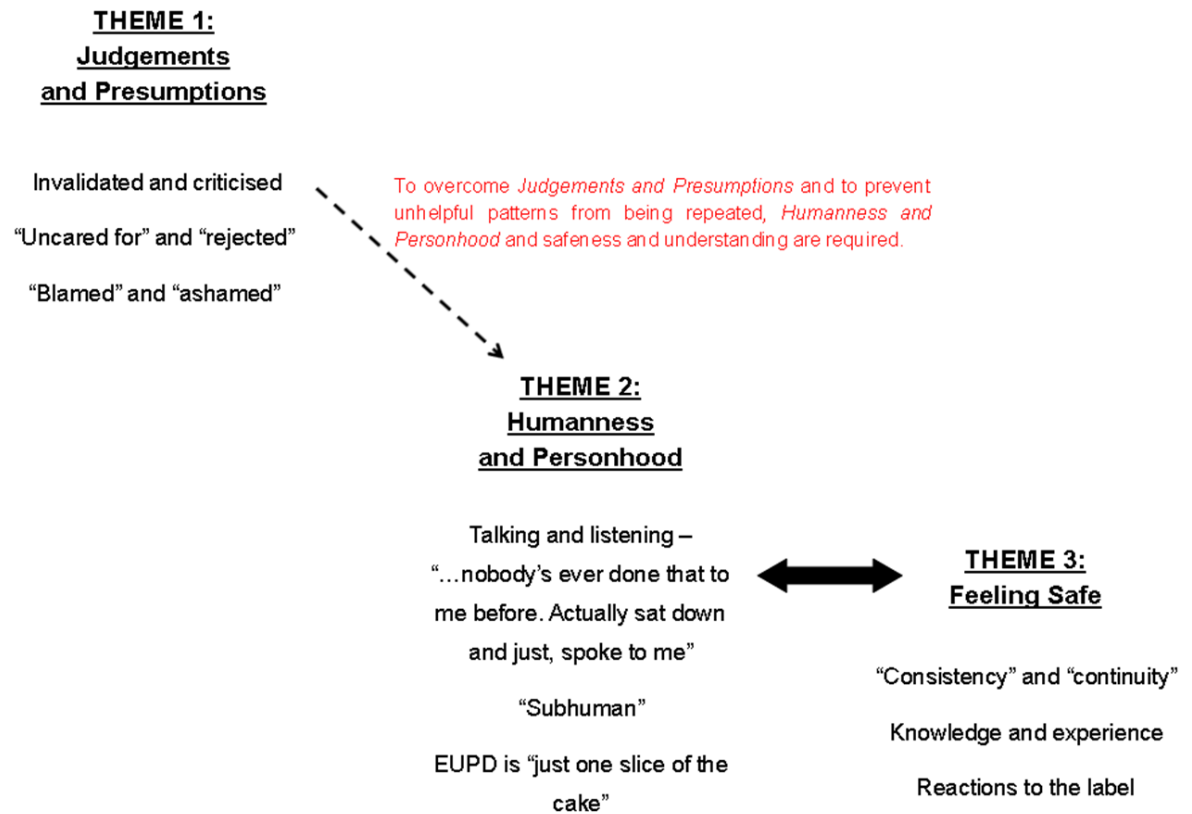 THEME 1:
Judgements
and Presumptions
Invalidated and criticised
“Uncared for” and “rejected”
“Blamed” and “ashamed”
To overcome Judgements and Presumptions and to prevent
unhelpful patterns from being repeated, Humanness and
Personhood and safeness and understanding are required.
THEME 2:
Humanness
and Personhood
Talking and listening –
“…nobody’s ever done that to
me before. Actually sat down
and just, spoke to me”
“Subhuman”
EUPD is “just one slice of the
cake”
THEME 3:
Feeling Safe
“Consistency” and “continuity”
Knowledge and experience
Reactions to the label